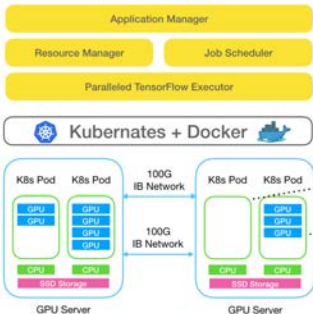 Application Manager
Resource Manager
Job Scheduler
Paralleled TensorFlow Executor
Kubernates + Docker
K8s Pod K8s Pod
100G
IB Network
K8s Pod K8s Pod
GPU
GPU
GPU
GPU
GPU
GPU
100G
IB Network
GPU
GPU
GPU
CPU CPU
SSD Storage
CPU CPU
SSD Storage
GPU Server
GPU Server